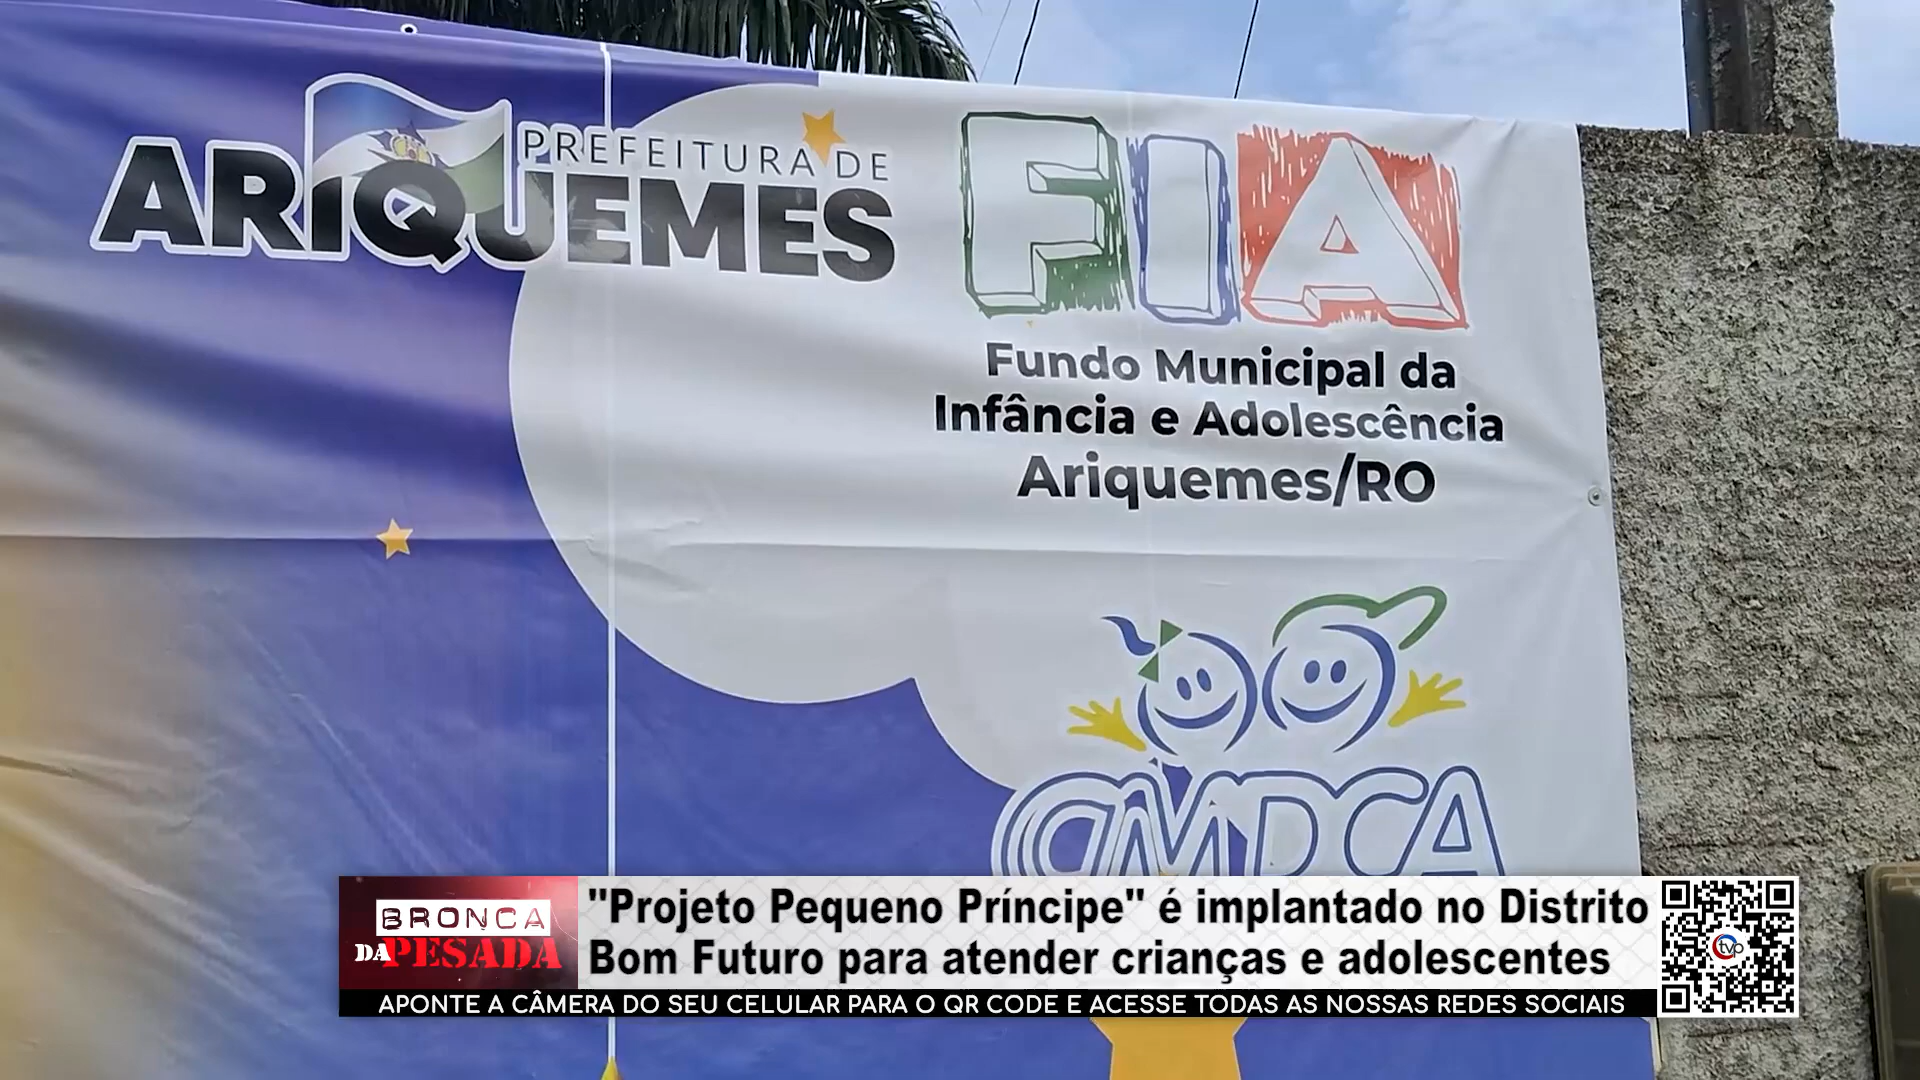 PREFEITURA DE
ARIQUEMES
FIA
Fundo Municipal da
Infância e Adolescência
Ariquemes/RO
CMDCA
BRONCA
DA PESADA
"Projeto Pequeno Príncipe" é implantado no Distrito
Bom Futuro para atender crianças e adolescentes
tvp
APONTE A CÂMERA DO SEU CELULAR PARA O QR CODE E ACESSE TODAS AS NOSSAS REDES SOCIAIS